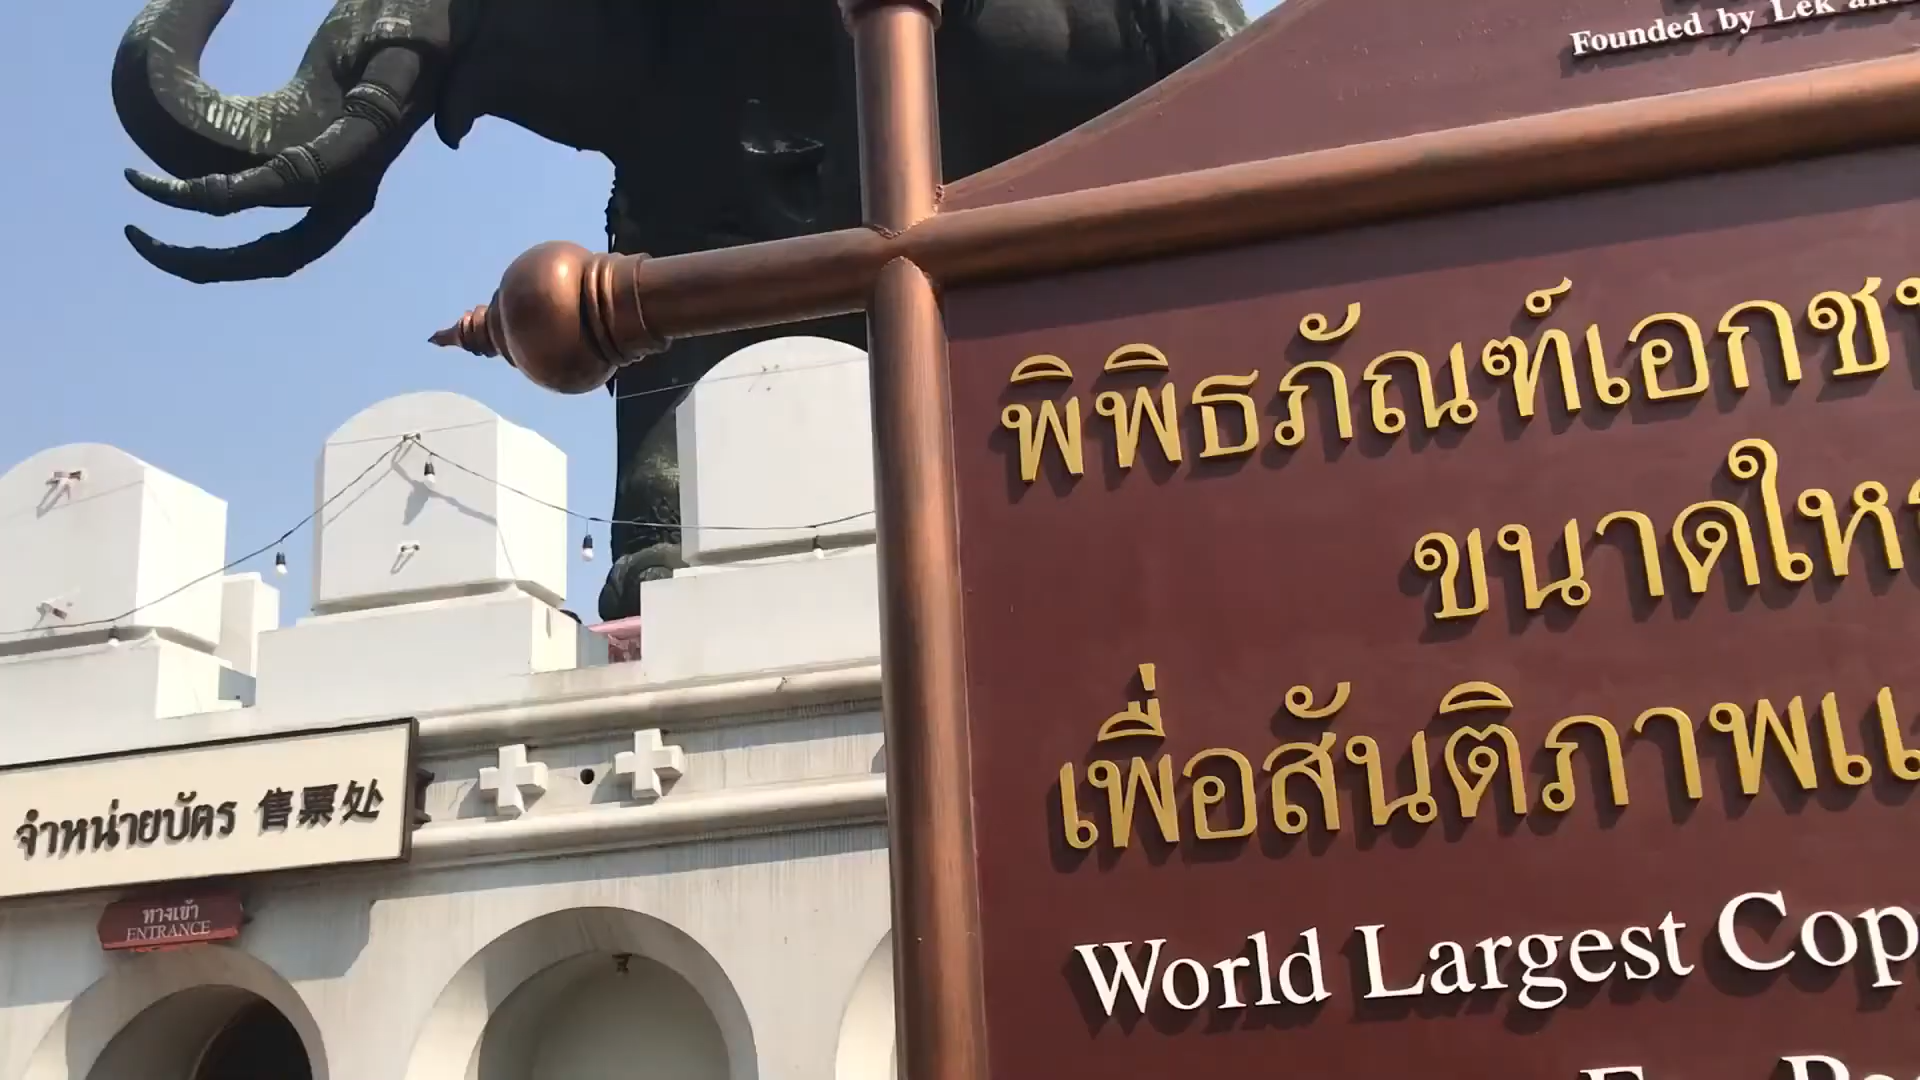 Founded by Lek
พิพิธภัณฑ์เอกช
ขนาดให
เพื่อสันติภาพแ
World Largest Cop
จำหน่ายบัตร 售票处
ทางเข้า
ENTRANCE